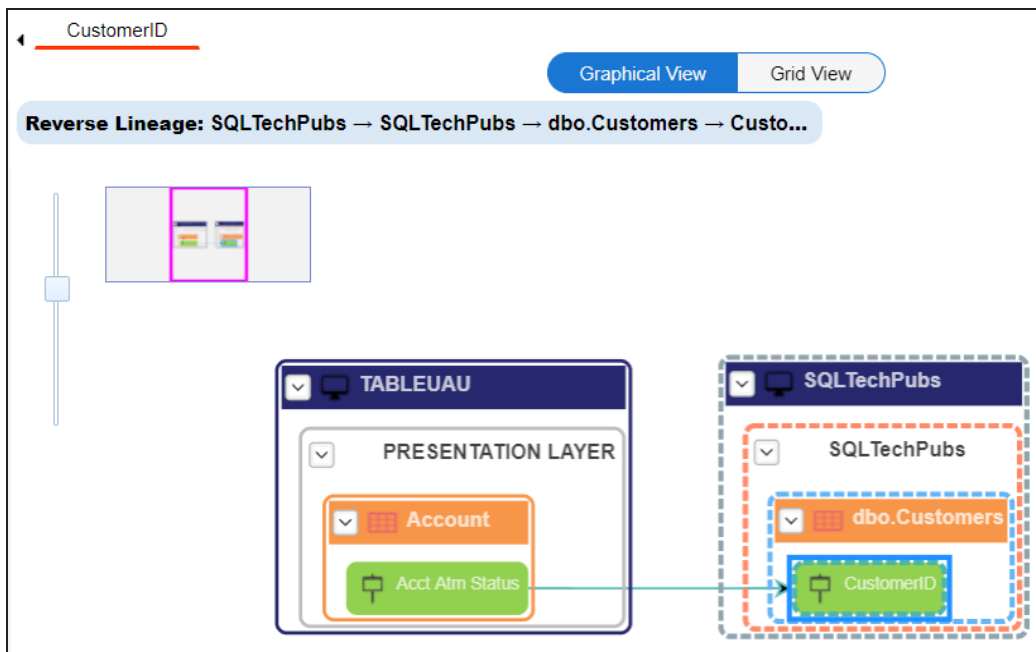 CustomerID
Graphical View
Grid View
Reverse Lineage: SQLTechPubs → SQLTechPubs → dbo.Customers → Custo...
TABLEUAU
SQLTechPubs
PRESENTATION LAYER
SQLTechPubs
Account
dbo.Customers
Acct Atm Status
CustomerID